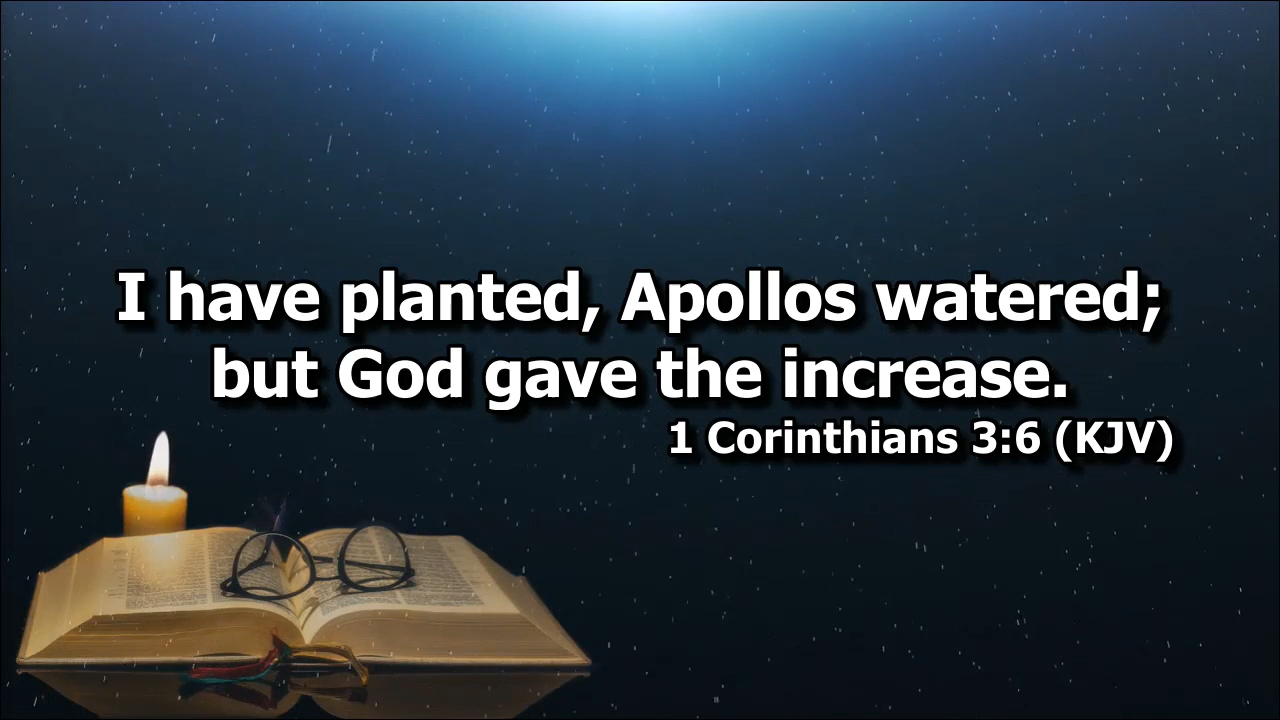 I have planted, Apollos watered;
but God gave the increase.
1 Corinthians 3:6 (KJV)